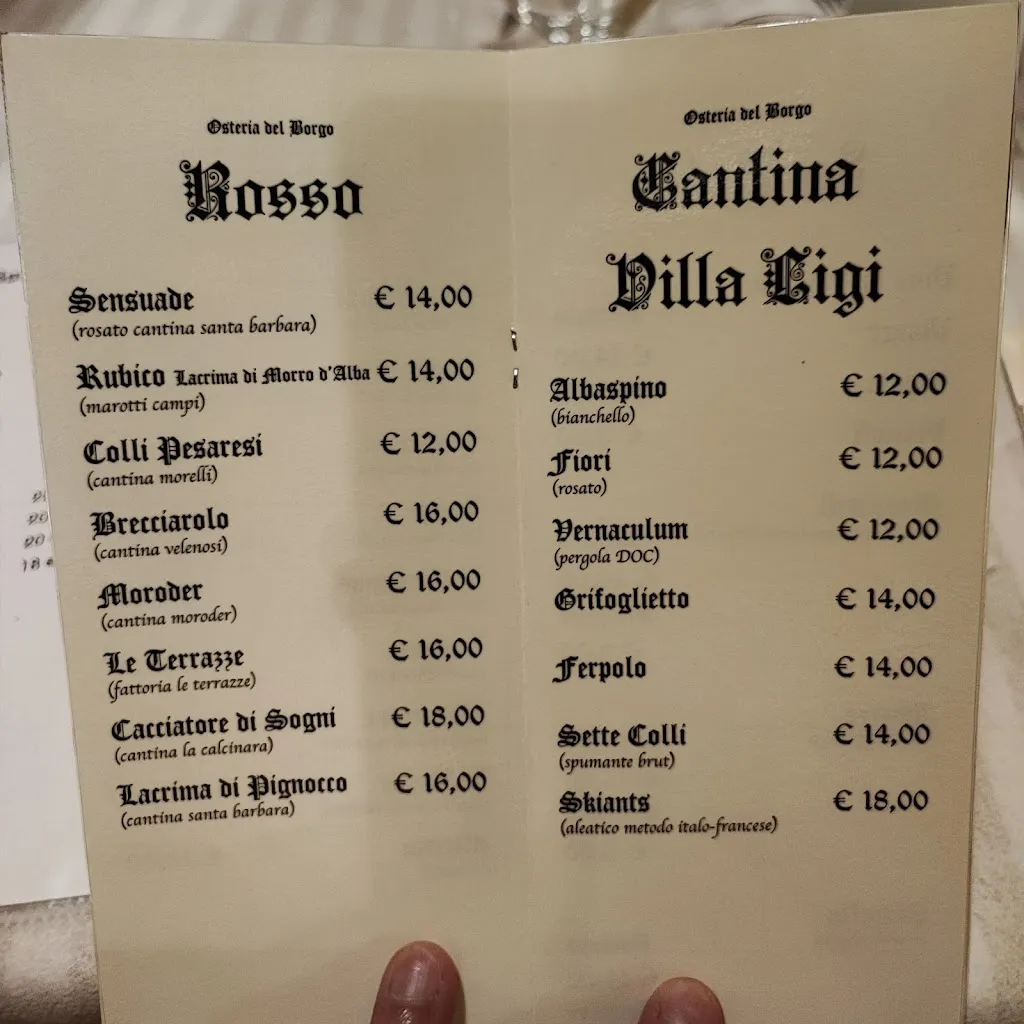 Osteria del Borgo
Rosso
Sensuade € 14,00
(rosato cantina santa barbara)
Rubico Lacrima di Morro d'Alba € 14,00
(marotti campi)
Colli Pesaresi € 12,00
(cantina morelli)
Brecciarolo € 16,00
(cantina velenosi)
Moroder € 16,00
(cantina moroder)
Le Terrazze € 16,00
(fattoria le terrazze)
Cacciatore di Sogni € 18,00
(cantina la calcinara)
Lacrima di Pignocco € 16,00
(cantina santa barbara)
Osteria del Borgo
Cantina
Villa Ligi
Albaspino € 12,00
(bianchello)
Fiori € 12,00
(rosato)
Vernaculum € 12,00
(pergola DOC)
Grifoglietto € 14,00
Ferpolo € 14,00
Sette Colli € 14,00
(spumante brut)
Skiants € 18,00
(aleatico metodo italo-francese)